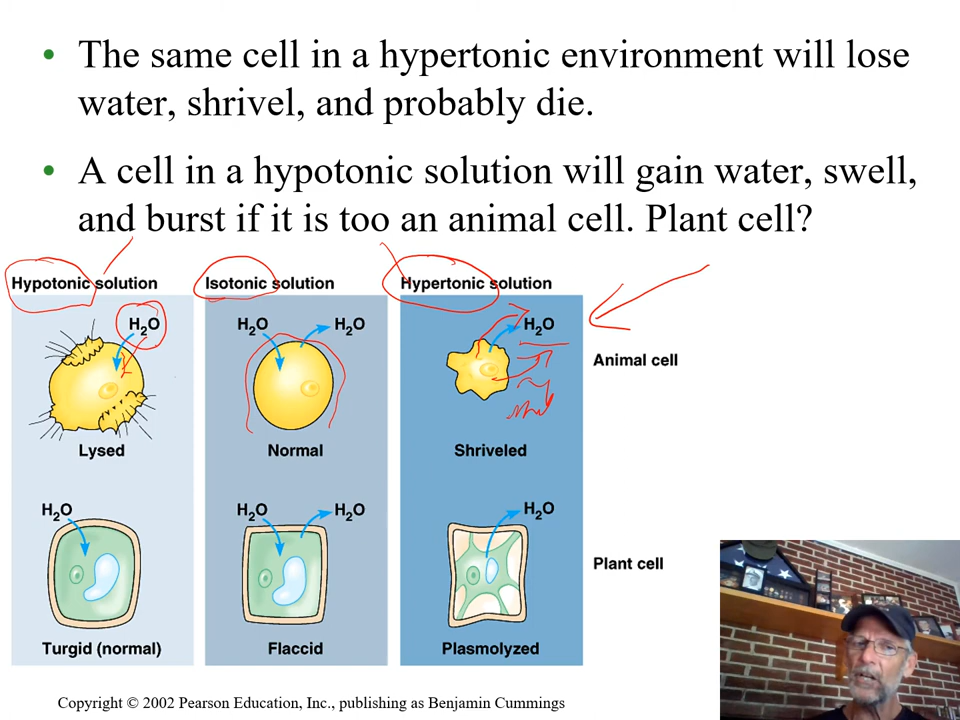 • The same cell in a hypertonic environment will lose
water, shrivel, and probably die.
• A cell in a hypotonic solution will gain water, swell,
and burst if it is too an animal cell. Plant cell?
Hypotonic solution
Isotonic solution
Hypertonic solution
H₂O
H₂O
H₂O
H₂O
Animal cell
Lysed
Normal
Shriveled
H₂O
H₂O
H₂O
H₂O
Plant cell
Turgid (normal)
Flaccid
Plasmolyzed
Copyright © 2002 Pearson Education, Inc., publishing as Benjamin Cummings